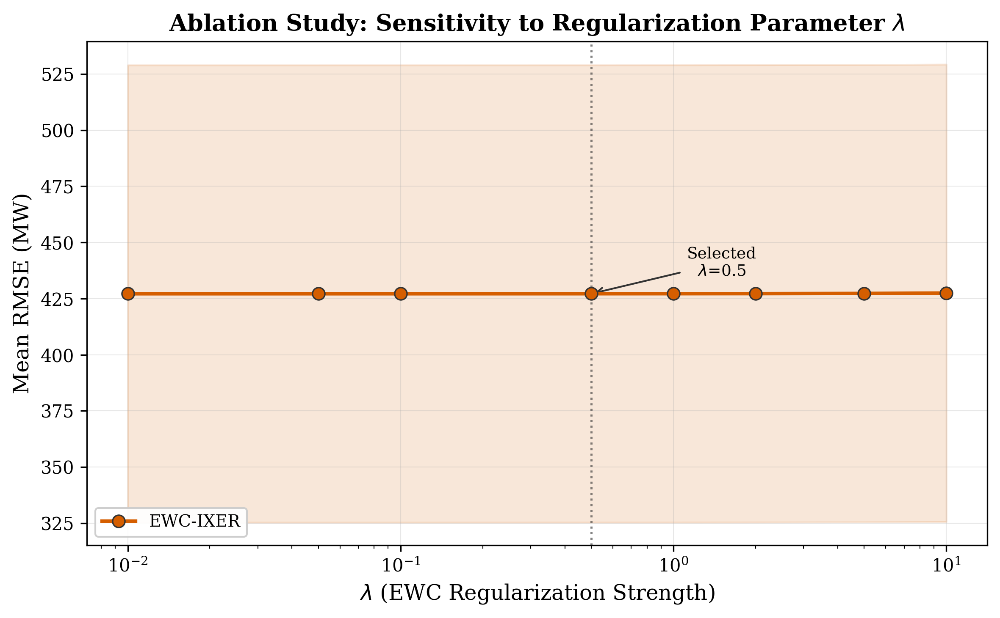 Ablation Study: Sensitivity to Regularization Parameter λ
Mean RMSE (MW)
525
500
475
450
425
400
375
350
325
Selected
λ=0.5
EWC-IXER
10⁻²
10⁻¹
10⁰
10¹
λ (EWC Regularization Strength)